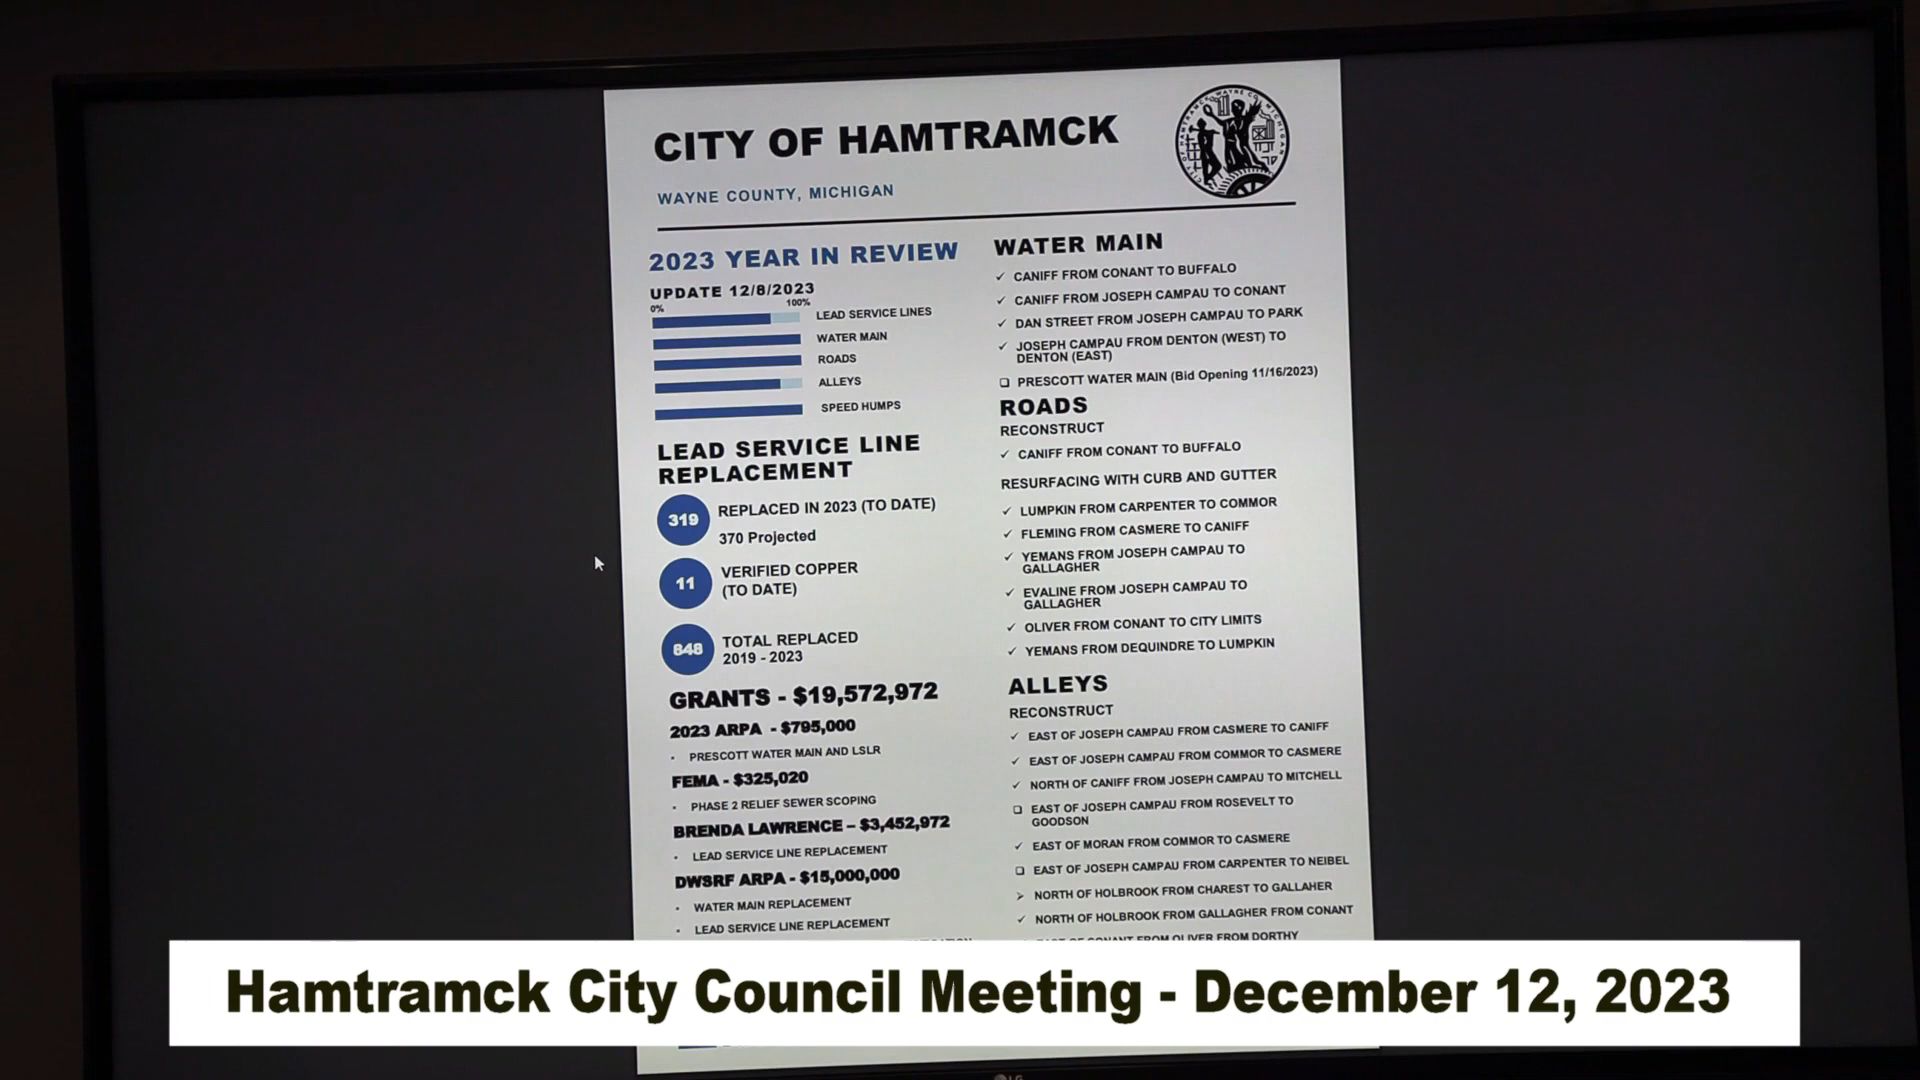 CITY OF HAMTRAMCK
WAYNE COUNTY, MICHIGAN
2023 YEAR IN REVIEW
UPDATE 12/8/2023
0% 100%
LEAD SERVICE LINES
WATER MAIN
ROADS
ALLEYS
SPEED HUMPS
LEAD SERVICE LINE
REPLACEMENT
319 REPLACED IN 2023 (TO DATE)
370 Projected
11 VERIFIED COPPER
(TO DATE)
848 TOTAL REPLACED
2019 - 2023
GRANTS - $19,572,972
2023 ARPA - $795,000
• PRESCOTT WATER MAIN AND LSLR
FEMA - $325,020
• PHASE 2 RELIEF SEWER SCOPING
BRENDA LAWRENCE – $3,452,972
• LEAD SERVICE LINE REPLACEMENT
DWSRF ARPA - $15,000,000
• WATER MAIN REPLACEMENT
• LEAD SERVICE LINE REPLACEMENT
WATER MAIN
✓ CANIFF FROM CONANT TO BUFFALO
✓ CANIFF FROM JOSEPH CAMPAU TO CONANT
✓ DAN STREET FROM JOSEPH CAMPAU TO PARK
✓ JOSEPH CAMPAU FROM DENTON (WEST) TO
DENTON (EAST)
❑ PRESCOTT WATER MAIN (Bid Opening 11/16/2023)
ROADS
RECONSTRUCT
✓ CANIFF FROM CONANT TO BUFFALO
RESURFACING WITH CURB AND GUTTER
✓ LUMPKIN FROM CARPENTER TO COMMOR
✓ FLEMING FROM CASMERE TO CANIFF
✓ YEMANS FROM JOSEPH CAMPAU TO
GALLAGHER
✓ EVALINE FROM JOSEPH CAMPAU TO
GALLAGHER
✓ OLIVER FROM CONANT TO CITY LIMITS
✓ YEMANS FROM DEQUINDRE TO LUMPKIN
ALLEYS
RECONSTRUCT
✓ EAST OF JOSEPH CAMPAU FROM CASMERE TO CANIFF
✓ EAST OF JOSEPH CAMPAU FROM COMMOR TO CASMERE
✓ NORTH OF CANIFF FROM JOSEPH CAMPAU TO MITCHELL
❑ EAST OF JOSEPH CAMPAU FROM ROSEVELT TO
GOODSON
✓ EAST OF MORAN FROM COMMOR TO CASMERE
❑ EAST OF JOSEPH CAMPAU FROM CARPENTER TO NEIBEL
➢ NORTH OF HOLBROOK FROM CHAREST TO GALLAHER
✓ NORTH OF HOLBROOK FROM GALLAGHER FROM CONANT
EAST OF CONANT FROM OLIVER FROM DORTHY
Hamtramck City Council Meeting - December 12, 2023
LG